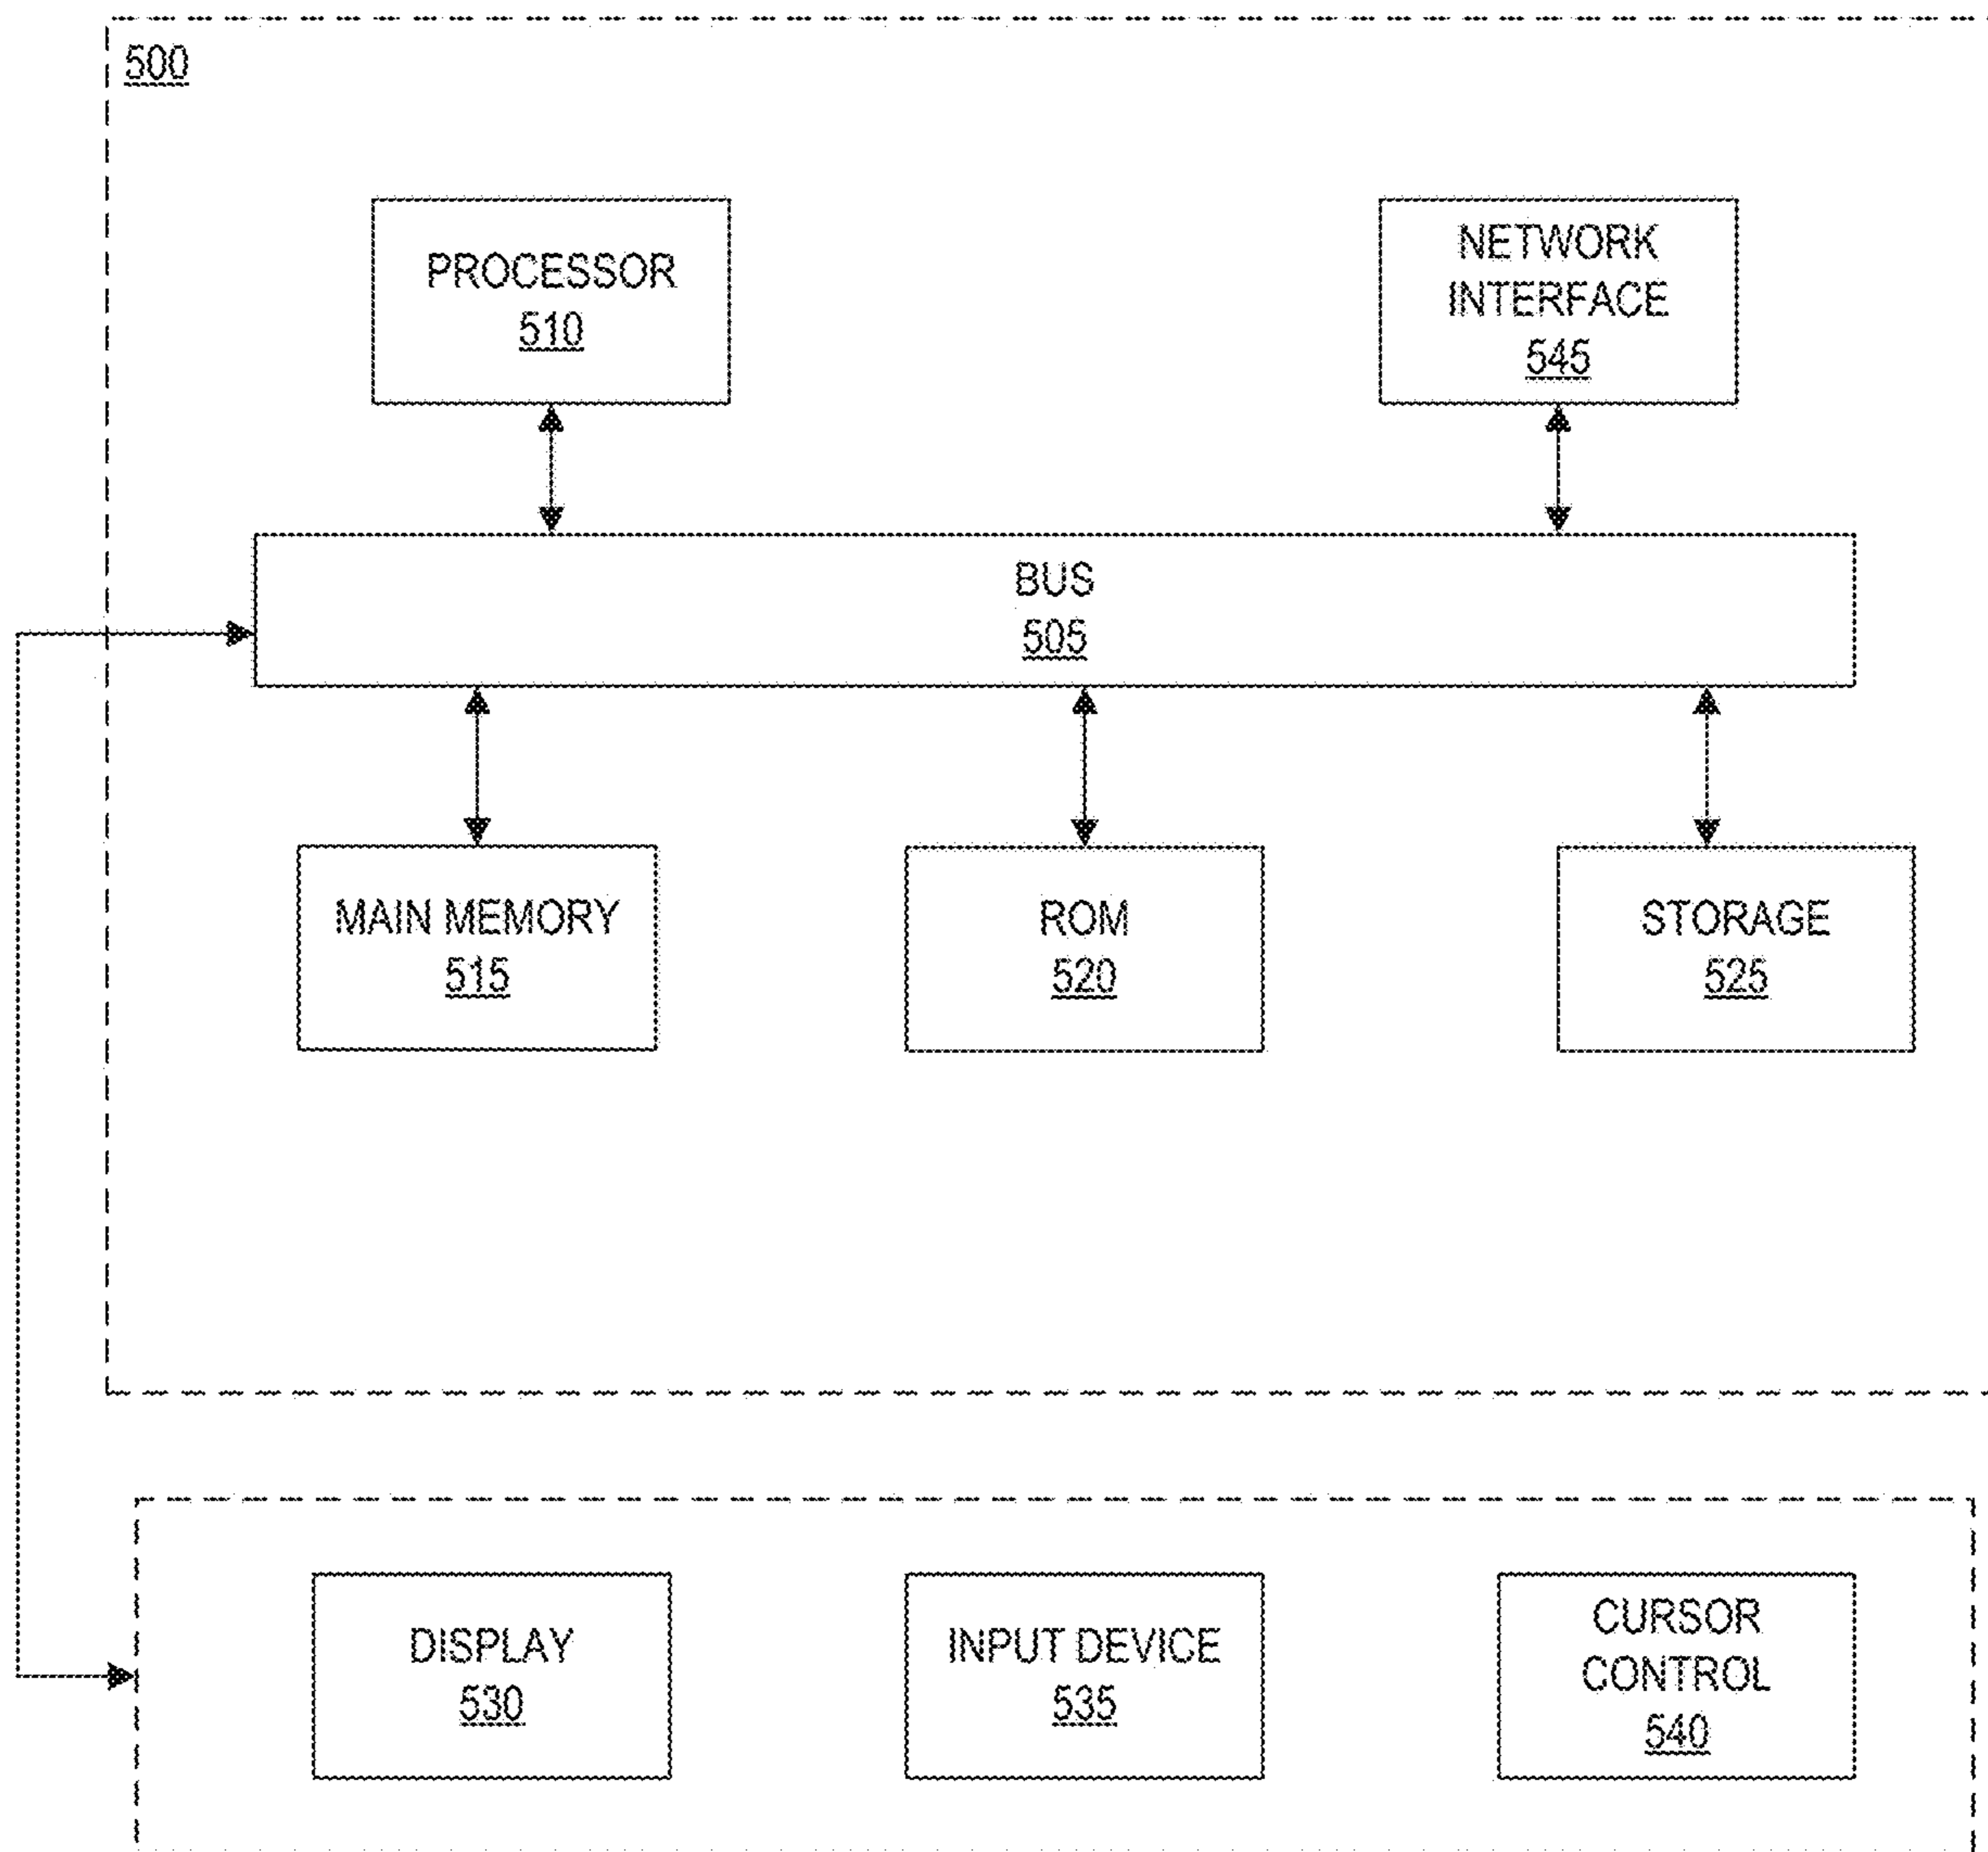 500
PROCESSOR
510
NETWORK
INTERFACE
545
BUS
505
MAIN MEMORY
515
ROM
520
STORAGE
525
DISPLAY
530
INPUT DEVICE
535
CURSOR
CONTROL
540